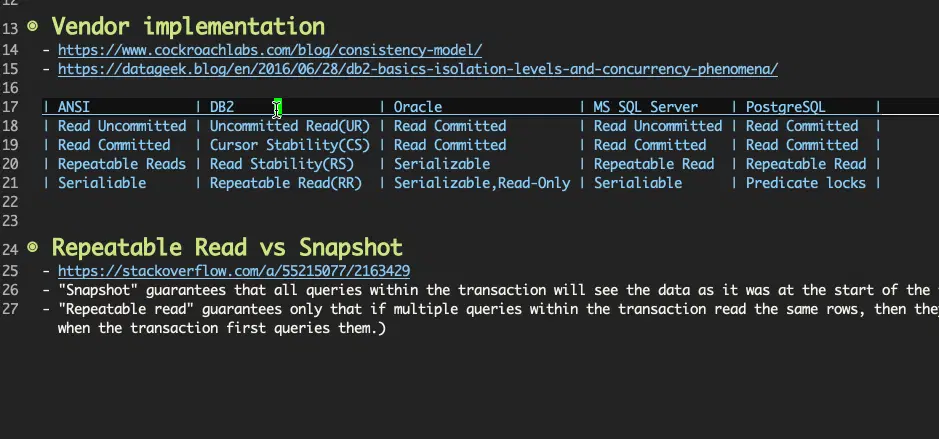 12
13 ◉ Vendor implementation
14 - https://www.cockroachlabs.com/blog/consistency-model/
15 - https://datageek.blog/en/2016/06/28/db2-basics-isolation-levels-and-concurrency-phenomena/
16
17 | ANSI | DB2 | Oracle | MS SQL Server | PostgreSQL |
18 | Read Uncommitted | Uncommitted Read(UR) | Read Committed | Read Uncommitted | Read Committed |
19 | Read Committed | Cursor Stability(CS) | Read Committed | Read Committed | Read Committed |
20 | Repeatable Reads | Read Stability(RS) | Serializable | Repeatable Read | Repeatable Read |
21 | Serialiable | Repeatable Read(RR) | Serializable,Read-Only | Serialiable | Predicate locks |
22
23
24 ◉ Repeatable Read vs Snapshot
25 - https://stackoverflow.com/a/55215077/2163429
26 - "Snapshot" guarantees that all queries within the transaction will see the data as it was at the start of the
27 - "Repeatable read" guarantees only that if multiple queries within the transaction read the same rows, then
when the transaction first queries them.)